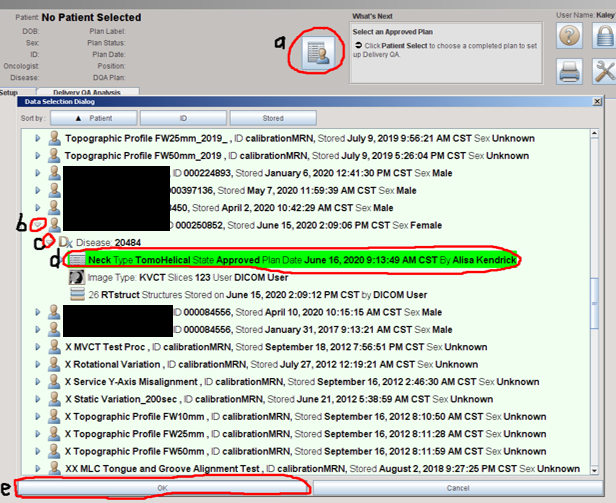 Patient: No Patient Selected
DOB: Plan Label:
Sex: Plan Status:
ID: Plan Date:
Oncologist: Position:
Disease: DQA Plan:
a
What's Next
Select an Approved Plan
Click Patient Select to choose a completed plan to set
up Delivery QA.
User Name: Kaley
Setup Delivery QA Analysis
Data Selection Dialog
Sort by: ▲ Patient ID Stored
Topographic Profile FW25mm_2019_ , ID calibrationMRN, Stored July 9, 2019 9:56:21 AM CST Sex Unknown
Topographic Profile FW50mm_2019 , ID calibrationMRN, Stored July 9, 2019 5:26:04 PM CST Sex Unknown
ID 000224893, Stored January 6, 2020 12:41:30 PM CST Sex Male
000397136, Stored May 7, 2020 11:59:39 AM CST Sex Male
3450, Stored April 2, 2020 10:42:29 AM CST Sex Male
b ID 000250852, Stored June 15, 2020 2:09:06 PM CST Sex Female
c Dx Disease: 20484
d Neck Type TomoHelical State Approved Plan Date June 16, 2020 9:13:49 AM CST By Alisa Kendrick
Image Type: KVCT Slices 123 User DICOM User
26 RTstruct Structures Stored on June 15, 2020 2:09:12 PM CST by DICOM User
ID 000084556, Stored April 10, 2020 10:15:15 AM CST Sex Male
ID 000084556, Stored January 31, 2017 9:13:21 AM CST Sex Male
X MVCT Test Proc , ID calibrationMRN, Stored September 18, 2012 7:56:51 PM CST Sex Unknown
X Rotational Variation , ID calibrationMRN, Stored July 27, 2012 12:19:21 AM CST Sex Unknown
X Service Y-Axis Misalignment , ID calibrationMRN, Stored September 16, 2012 2:46:30 AM CST Sex Unknown
X Static Variation_200sec , ID calibrationMRN, Stored June 21, 2012 5:38:59 AM CST Sex Unknown
X Topographic Profile FW10mm , ID calibrationMRN, Stored September 16, 2012 8:10:50 AM CST Sex Unknown
X Topographic Profile FW25mm , ID calibrationMRN, Stored September 16, 2012 8:11:28 AM CST Sex Unknown
X Topographic Profile FW50mm , ID calibrationMRN, Stored September 16, 2012 8:11:59 AM CST Sex Unknown
XX MLC Tongue and Groove Alignment Test , ID calibrationMRN, Stored August 2, 2018 9:27:25 PM CST Sex Unknown
e OK Cancel